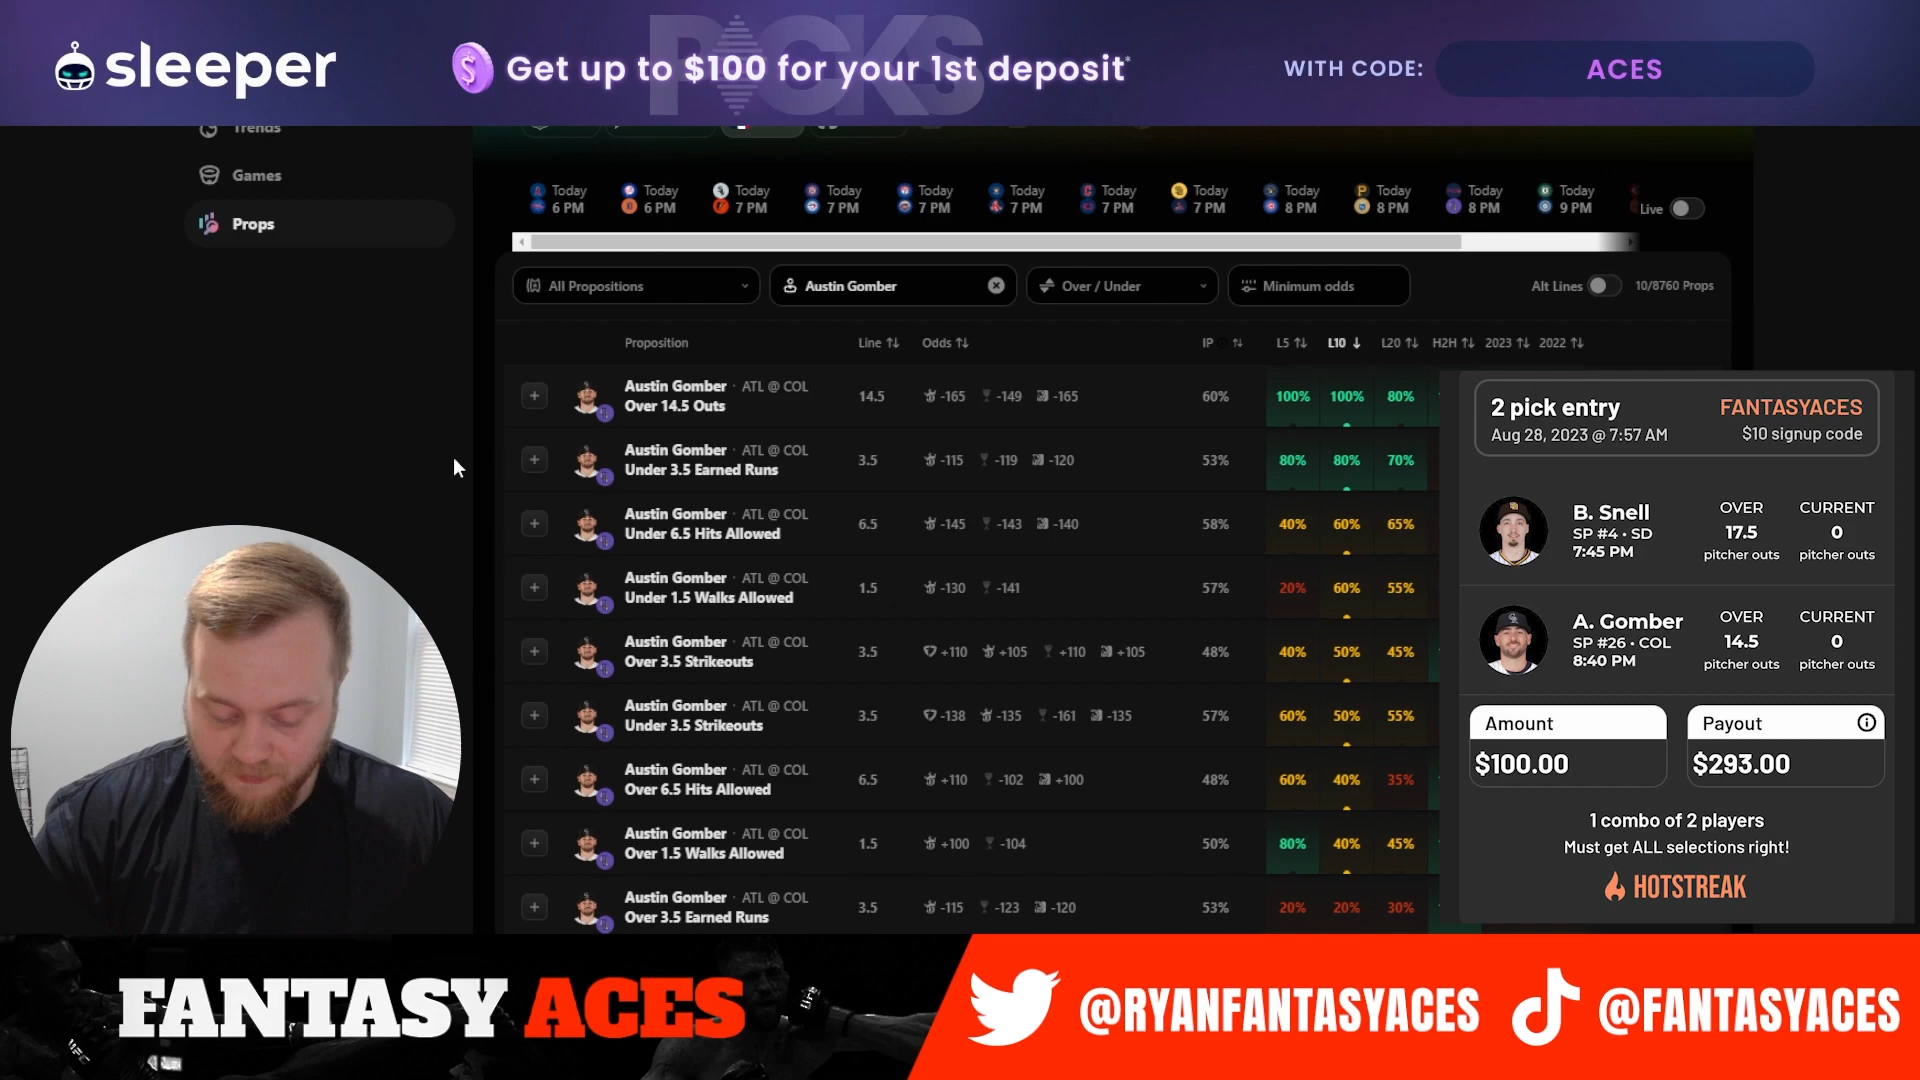 sleeper
PICKS
Get up to $100 for your 1st deposit*
WITH CODE:
ACES
Trends
Games
Props
Today 6 PM
Today 6 PM
Today 7 PM
Today 7 PM
Today 7 PM
Today 7 PM
Today 7 PM
Today 7 PM
Today 8 PM
Today 8 PM
Today 8 PM
Today 9 PM
Live
All Propositions
Austin Gomber
Over / Under
Minimum odds
Alt Lines
10/8760 Props
Proposition Line Odds IP L5 L10 L20 H2H 2023 2022
Austin Gomber · ATL @ COL
Over 14.5 Outs
14.5 -165 -149 -165 60% 100% 100% 80%
Austin Gomber · ATL @ COL
Under 3.5 Earned Runs
3.5 -115 -119 -120 53% 80% 80% 70%
Austin Gomber · ATL @ COL
Under 6.5 Hits Allowed
6.5 -145 -143 -140 58% 40% 60% 65%
Austin Gomber · ATL @ COL
Under 1.5 Walks Allowed
1.5 -130 -141 57% 20% 60% 55%
Austin Gomber · ATL @ COL
Over 3.5 Strikeouts
3.5 +110 +105 +110 +105 48% 40% 50% 45%
Austin Gomber · ATL @ COL
Under 3.5 Strikeouts
3.5 -138 -135 -161 -135 57% 60% 50% 55%
Austin Gomber · ATL @ COL
Over 6.5 Hits Allowed
6.5 +110 -102 +100 48% 60% 40% 35%
Austin Gomber · ATL @ COL
Over 1.5 Walks Allowed
1.5 +100 -104 50% 80% 40% 45%
Austin Gomber · ATL @ COL
Over 3.5 Earned Runs
3.5 -115 -123 -120 53% 20% 20% 30%
2 pick entry
FANTASYACES
Aug 28, 2023 @ 7:57 AM
$10 signup code
B. Snell
SP #4 • SD
7:45 PM
OVER
17.5
pitcher outs
CURRENT
0
pitcher outs
A. Gomber
SP #26 • COL
8:40 PM
OVER
14.5
pitcher outs
CURRENT
0
pitcher outs
Amount
$100.00
Payout
$293.00
1 combo of 2 players
Must get ALL selections right!
HOTSTREAK
FANTASY ACES
UFC
UFC
@RYANFANTASYACES
@FANTASYACES